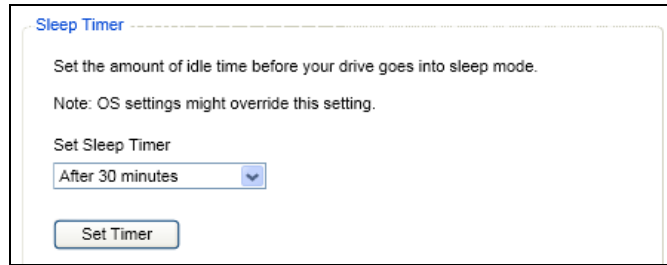 Sleep Timer
Set the amount of idle time before your drive goes into sleep mode.
Note: OS settings might override this setting.
Set Sleep Timer
After 30 minutes
Set Timer